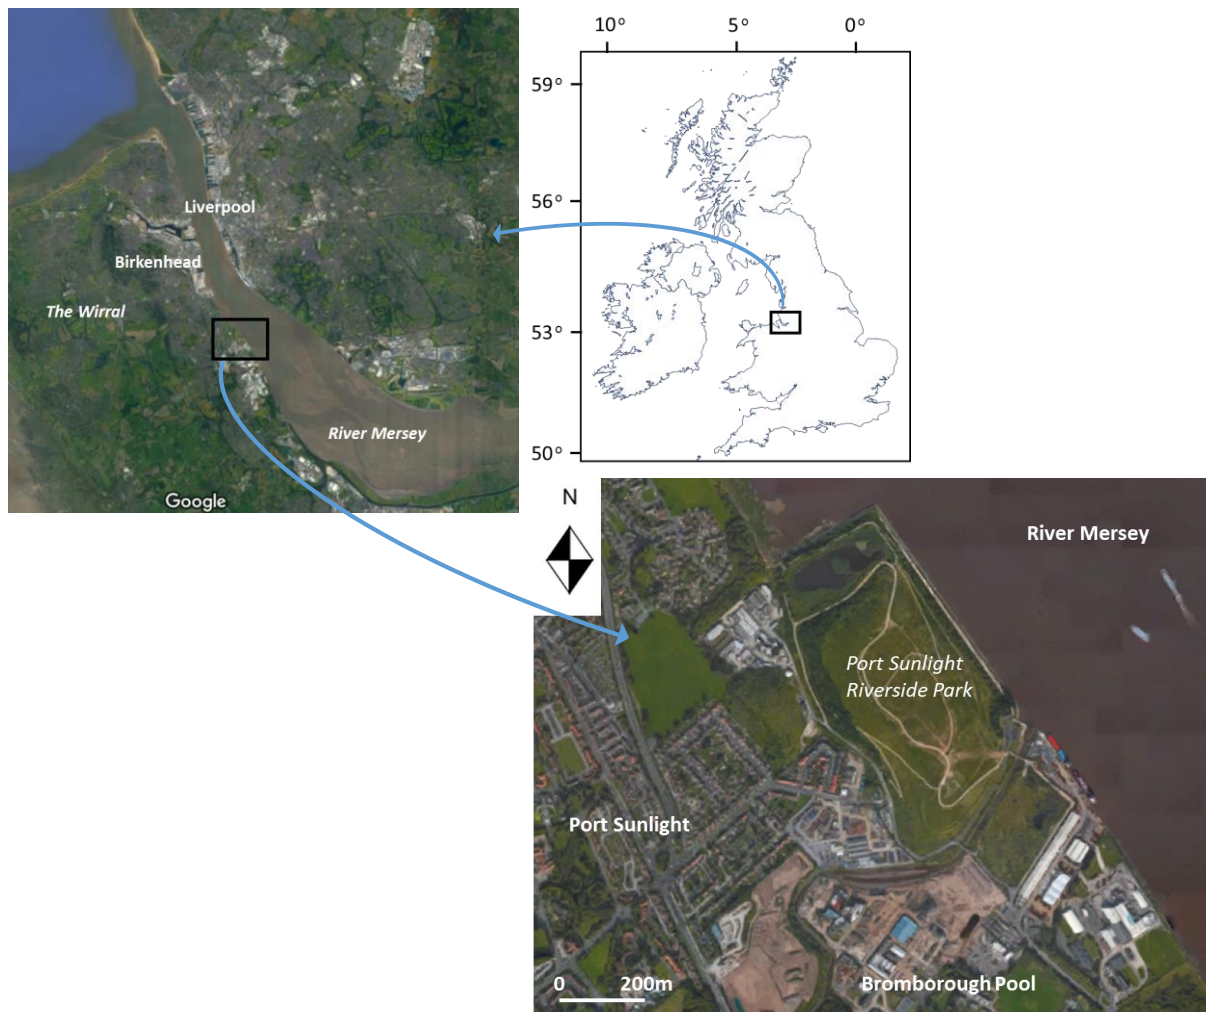 Liverpool
Birkenhead
The Wirral
River Mersey
Google
10°
5°
0°
59°
56°
53°
50°
N
River Mersey
Port Sunlight
Riverside Park
Port Sunlight
Bromborough Pool
0
200m